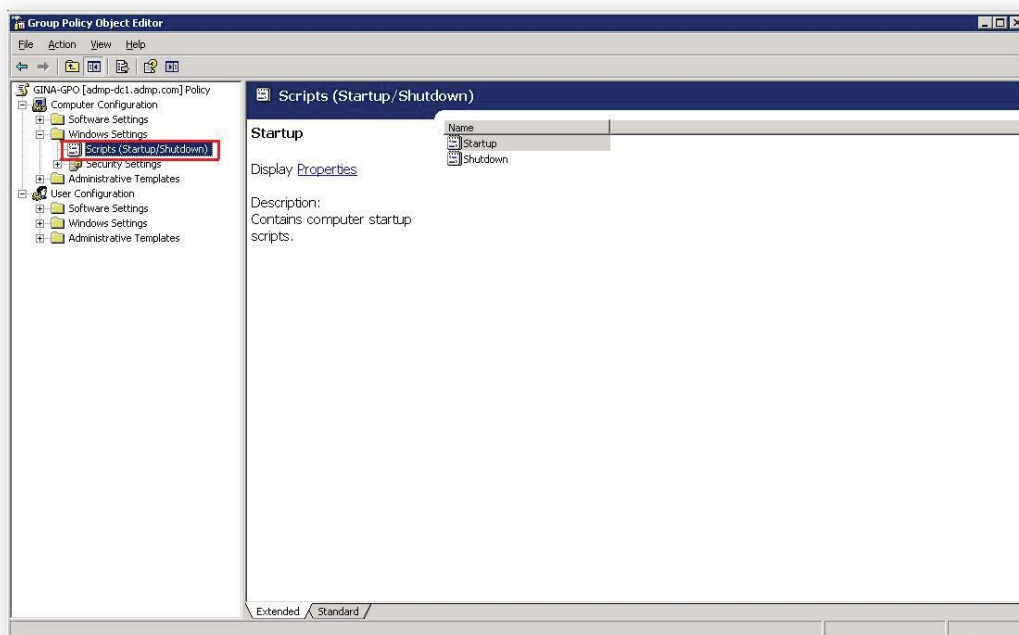 Group Policy Object Editor
File Action View Help
GINA-GPO [admp-dc1.admp.com] Policy
Computer Configuration
Software Settings
Windows Settings
Scripts (Startup/Shutdown)
Security Settings
Administrative Templates
User Configuration
Software Settings
Windows Settings
Administrative Templates
Scripts (Startup/Shutdown)
Startup
Display Properties
Description:
Contains computer startup
scripts.
Name
Startup
Shutdown
Extended Standard